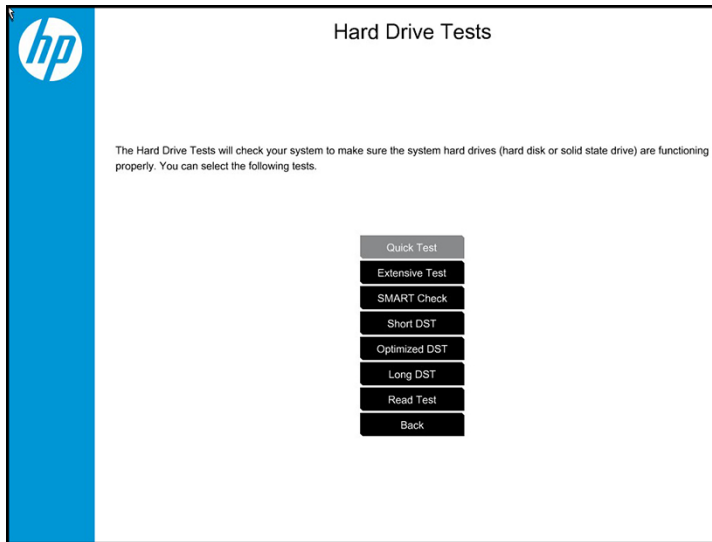 hp
Hard Drive Tests
The Hard Drive Tests will check your system to make sure the system hard drives (hard disk or solid state drive) are functioning
properly. You can select the following tests.
Quick Test
Extensive Test
SMART Check
Short DST
Optimized DST
Long DST
Read Test
Back